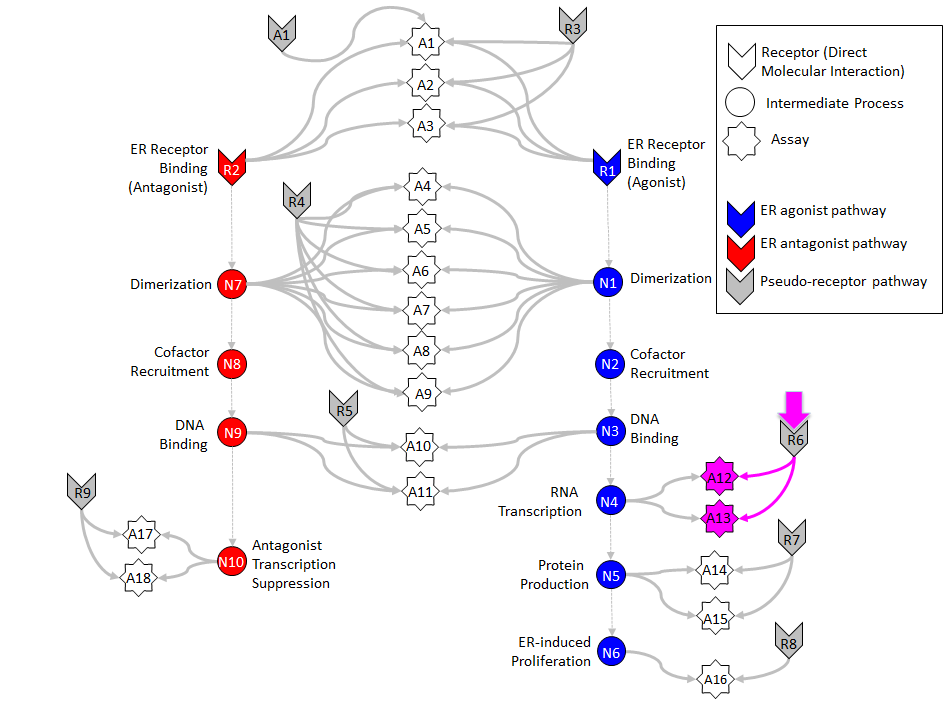 A1
R3
A1
A2
A3
ER Receptor
Binding
(Antagonist)
R2
R1
ER Receptor
Binding
(Agonist)
R4
A4
A5
A6
A7
A8
A9
Dimerization
N7
N1
Dimerization
Cofactor
Recruitment
N8
N2
Cofactor
Recruitment
R5
DNA
Binding
N9
A10
A11
N3
DNA
Binding
R6
A12
A13
RNA
Transcription
N4
R9
A17
A18
N10
Antagonist
Transcription
Suppression
R7
Protein
Production
N5
A14
A15
R8
ER-induced
Proliferation
N6
A16
Receptor (Direct
Molecular Interaction)
Intermediate Process
Assay
ER agonist pathway
ER antagonist pathway
Pseudo-receptor pathway